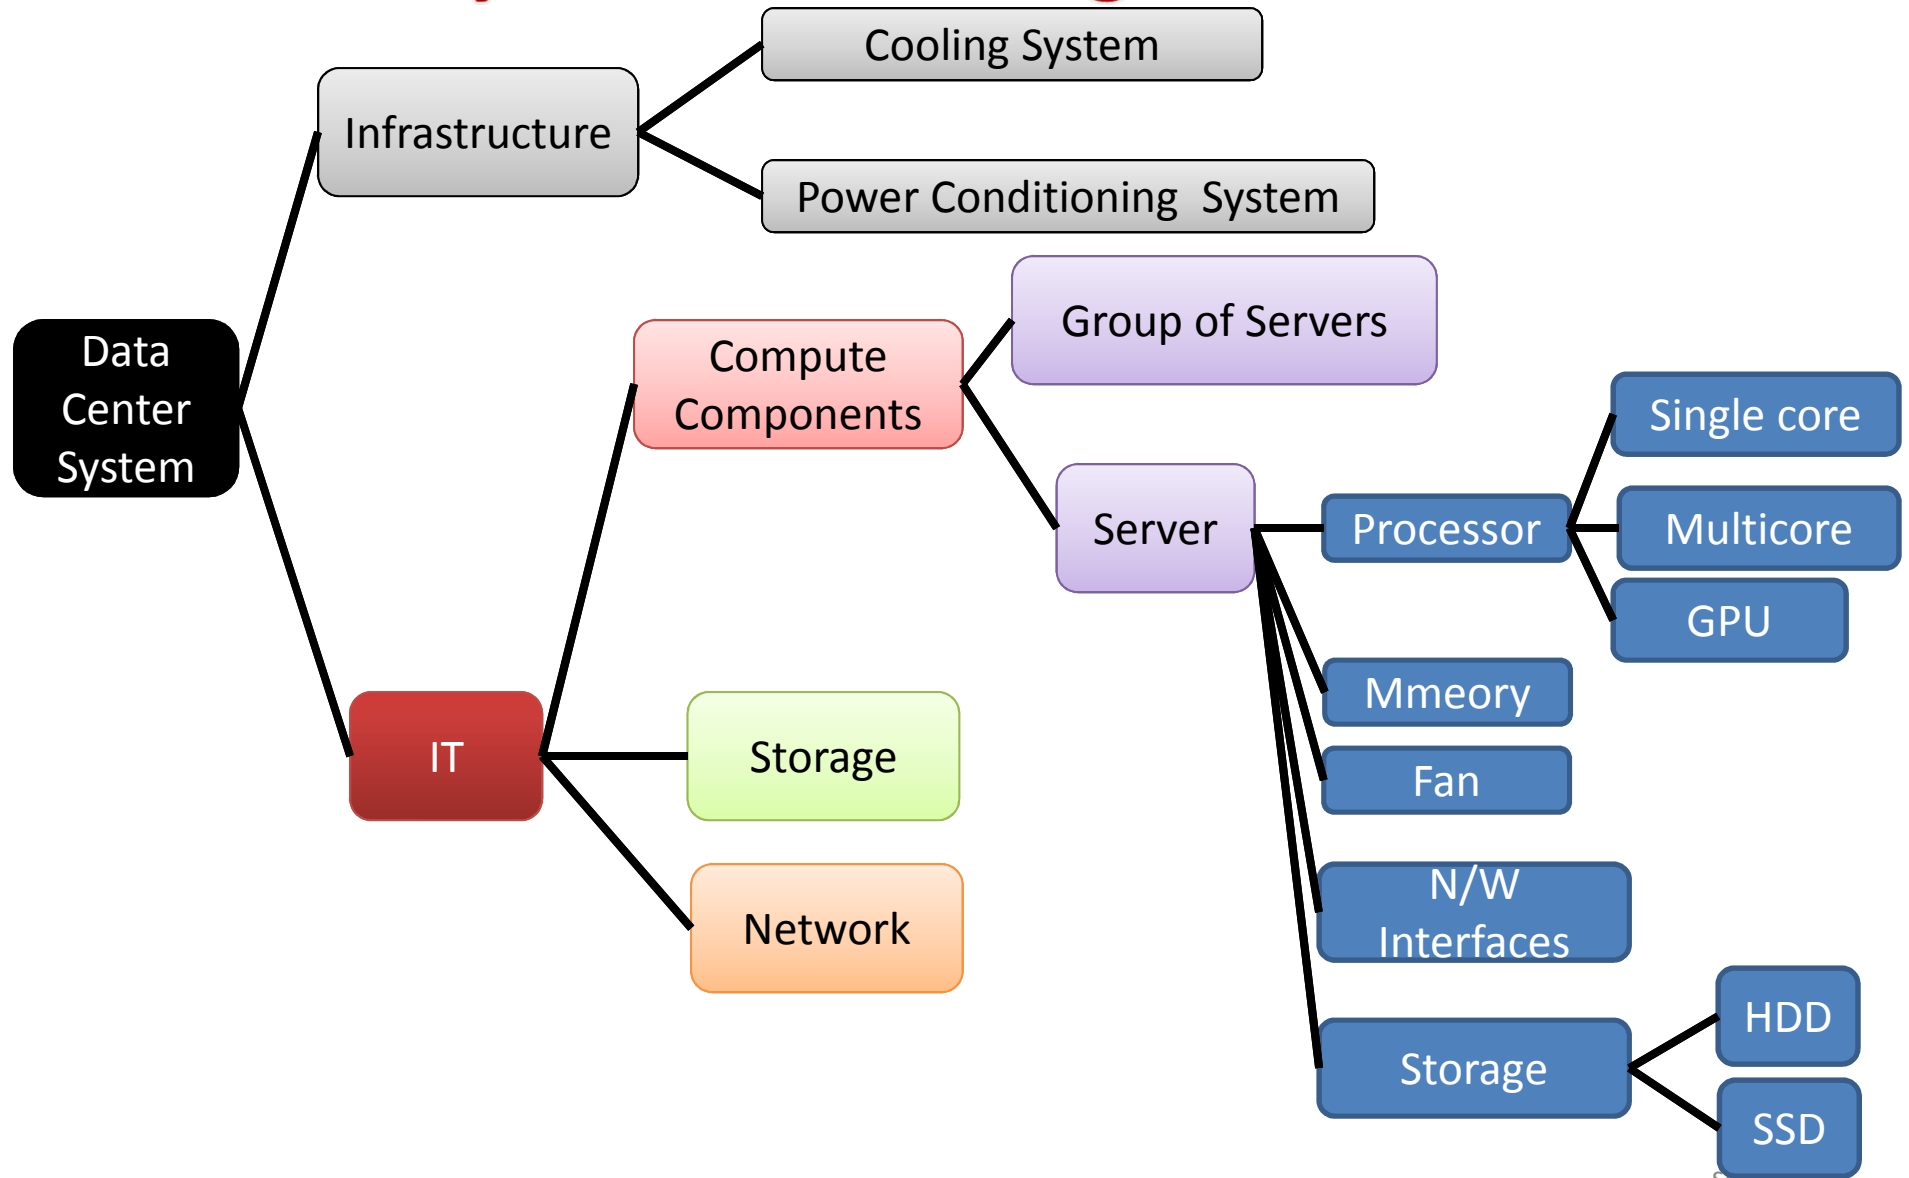 Cooling System
Infrastructure
Power Conditioning System
Group of Servers
Data
Center
System
Compute
Components
Single core
Server
Processor
Multicore
GPU
Mmeory
IT
Storage
Fan
N/W
Interfaces
Network
HDD
Storage
SSD